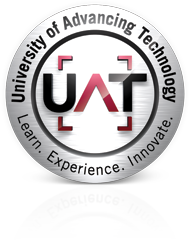 University of Advancing Technology
UAT
Learn. Experience. Innovate.